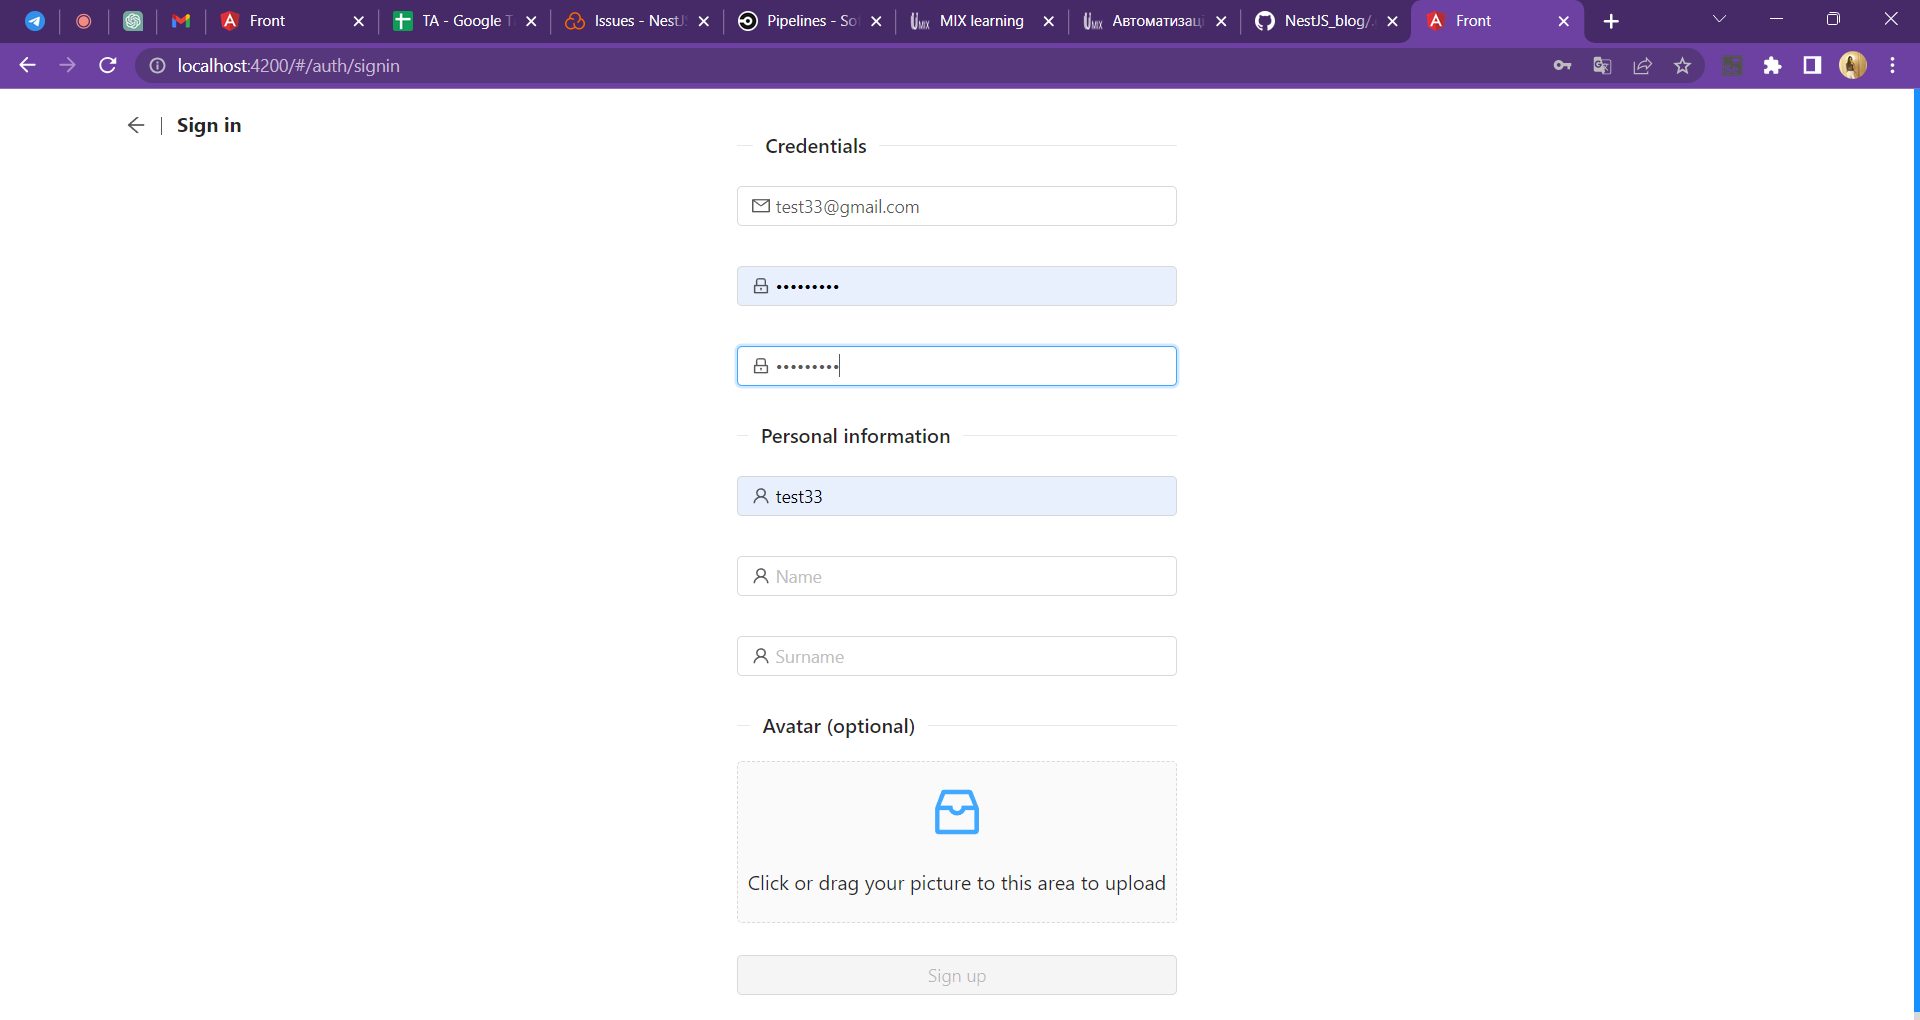 Front
TA - Google T
Issues - NestJS
Pipelines - So
MIX learning
Автоматизац
NestJS_blog/.
Front
localhost:4200/#/auth/signin
Sign in
Credentials
test33@gmail.com
•••••••••
•••••••••
Personal information
test33
Name
Surname
Avatar (optional)
Click or drag your picture to this area to upload
Sign up